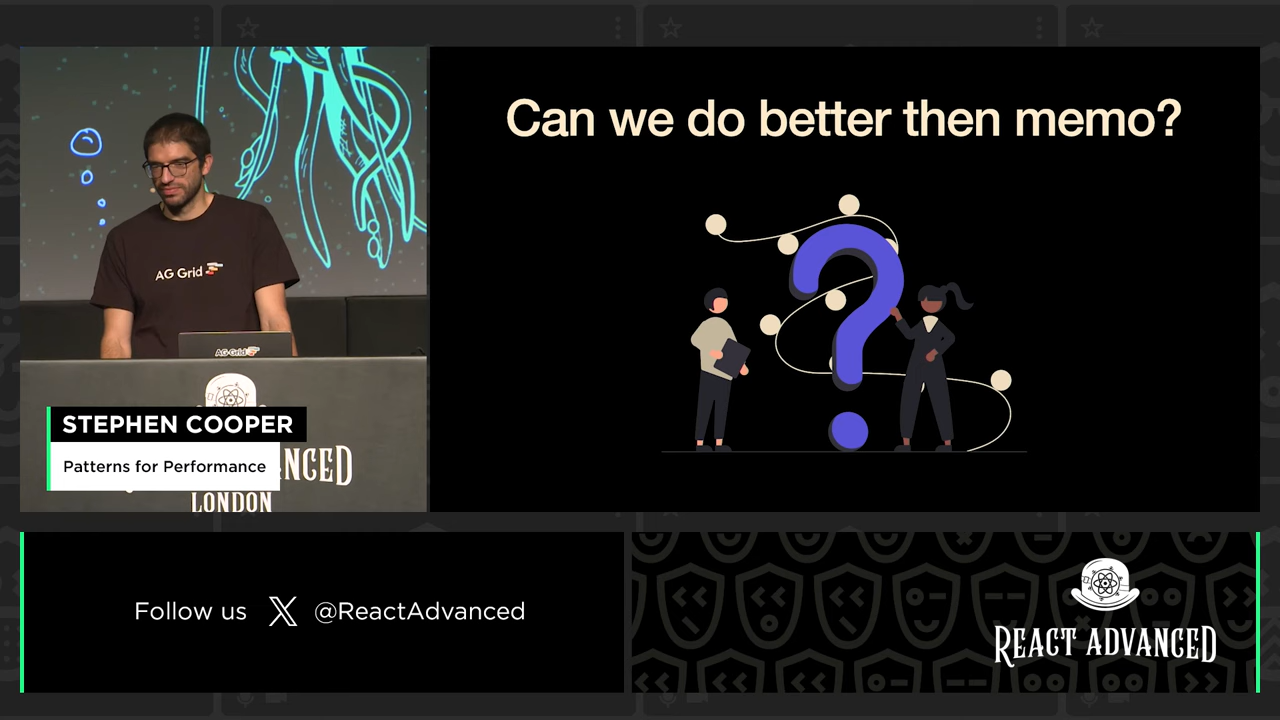 Can we do better then memo?
AG Grid
AG Grid
STEPHEN COOPER
Patterns for Performance
ANCED
LONDON
Follow us X @ReactAdvanced
REACT ADVANCED